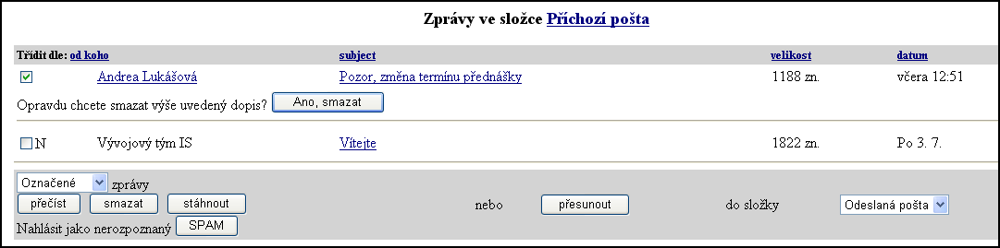 Zprávy ve složce Příchozí pošta
Třídit dle: od koho subject velikost datum
Andrea Lukášová Pozor, změna termínu přednášky 1188 zn. včera 12:51
Opravdu chcete smazat výše uvedený dopis? Ano, smazat
N Vývojový tým IS Vítejte 1822 zn. Po 3. 7.
Označené zprávy
přečíst smazat stáhnout nebo přesunout do složky Odeslaná pošta
Nahlásit jako nerozpoznaný SPAM